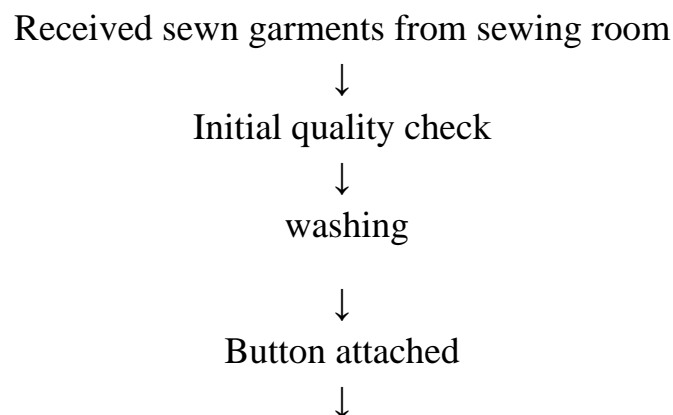 Received sewn garments from sewing room
↓
Initial quality check
↓
washing
↓
Button attached
↓